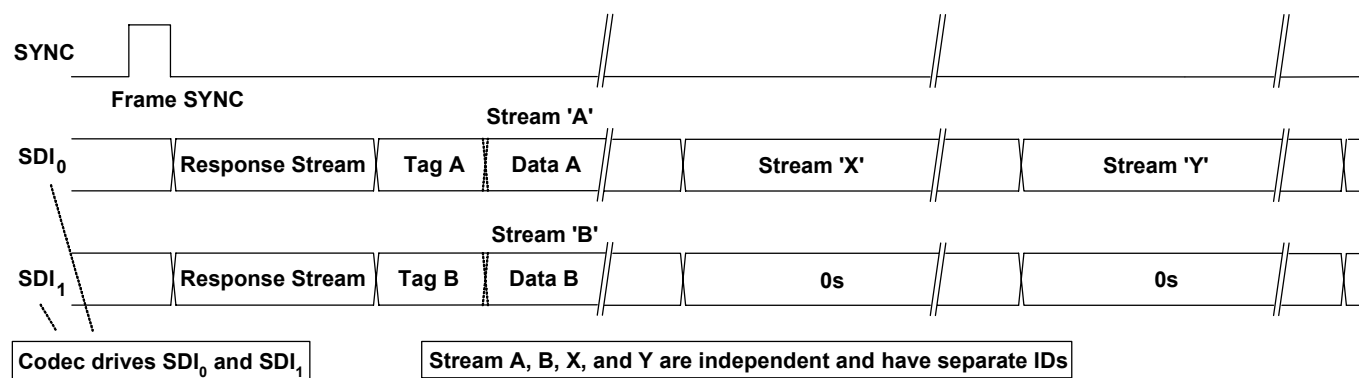 SYNC
Frame SYNC
Stream 'A'
SDI0 Response Stream Tag A Data A Stream 'X' Stream 'Y'
Stream 'B'
SDI1 Response Stream Tag B Data B 0s 0s
Codec drives SDI0 and SDI1
Stream A, B, X, and Y are independent and have separate IDs